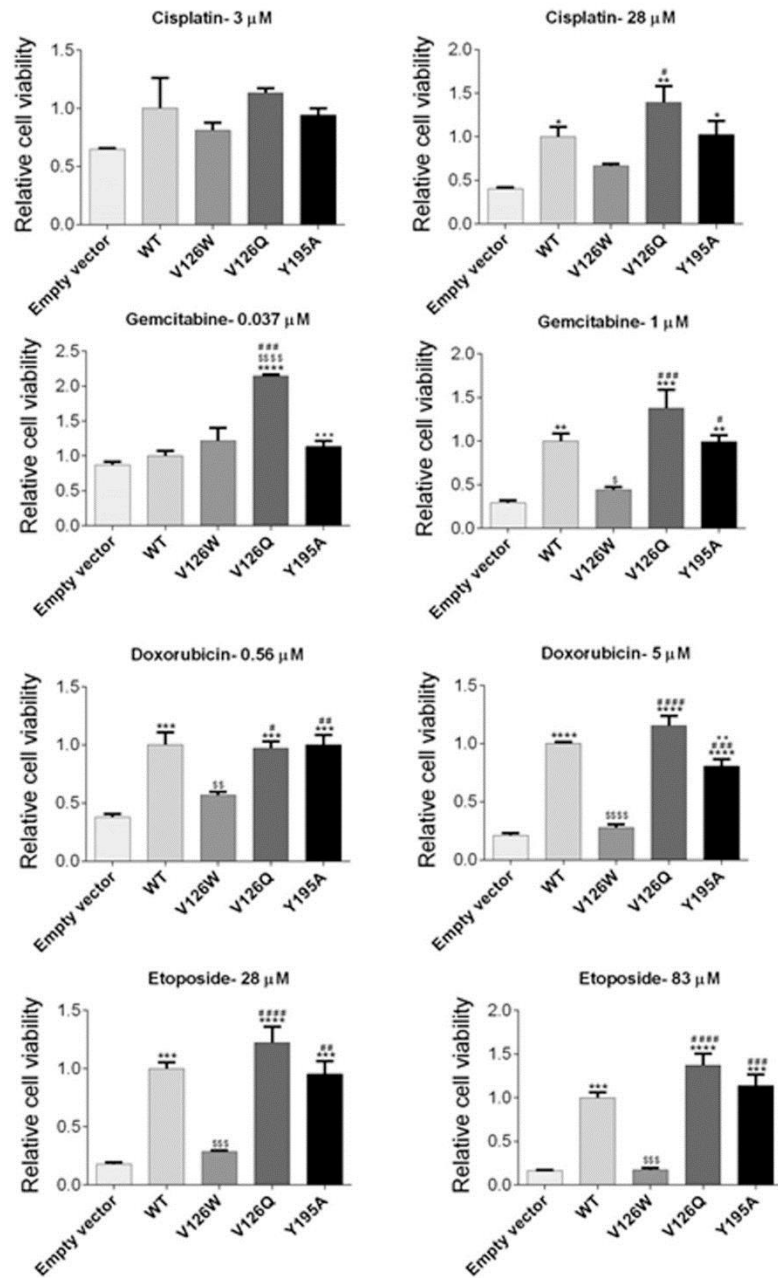 Cisplatin- 3 μM
Relative cell viability
1.5
1.0
0.5
0.0
Empty vector
WT
V126W
V126Q
Y195A
Cisplatin- 28 μM
Relative cell viability
2.0
1.5
1.0
0.5
0.0
*
#
**
*
Empty vector
WT
V126W
V126Q
Y195A
Gemcitabine- 0.037 μM
Relative cell viability
2.5
2.0
1.5
1.0
0.5
0.0
###
$$$$
****
***
Empty vector
WT
V126W
V126Q
Y195A
Gemcitabine- 1 μM
Relative cell viability
2.0
1.5
1.0
0.5
0.0
**
$
###
***
#
**
Empty vector
WT
V126W
V126Q
Y195A
Doxorubicin- 0.56 μM
Relative cell viability
1.5
1.0
0.5
0.0
***
$$
#
***
##
***
Empty vector
WT
V126W
V126Q
Y195A
Doxorubicin- 5 μM
Relative cell viability
1.5
1.0
0.5
0.0
****
$$$$
####
****
**
###
****
Empty vector
WT
V126W
V126Q
Y195A
Etoposide- 28 μM
Relative cell viability
1.5
1.0
0.5
0.0
***
$$$
####
****
##
***
Empty vector
WT
V126W
V126Q
Y195A
Etoposide- 83 μM
Relative cell viability
2.0
1.5
1.0
0.5
0.0
***
$$$
####
****
###
***
Empty vector
WT
V126W
V126Q
Y195A